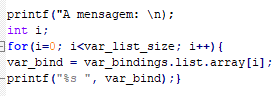 printf("A mensagem: \n);
int i;
for(i=0; i<var_list_size; i++){
var_bind = var_bindings.list.array[i];
printf("%s ", var_bind);}